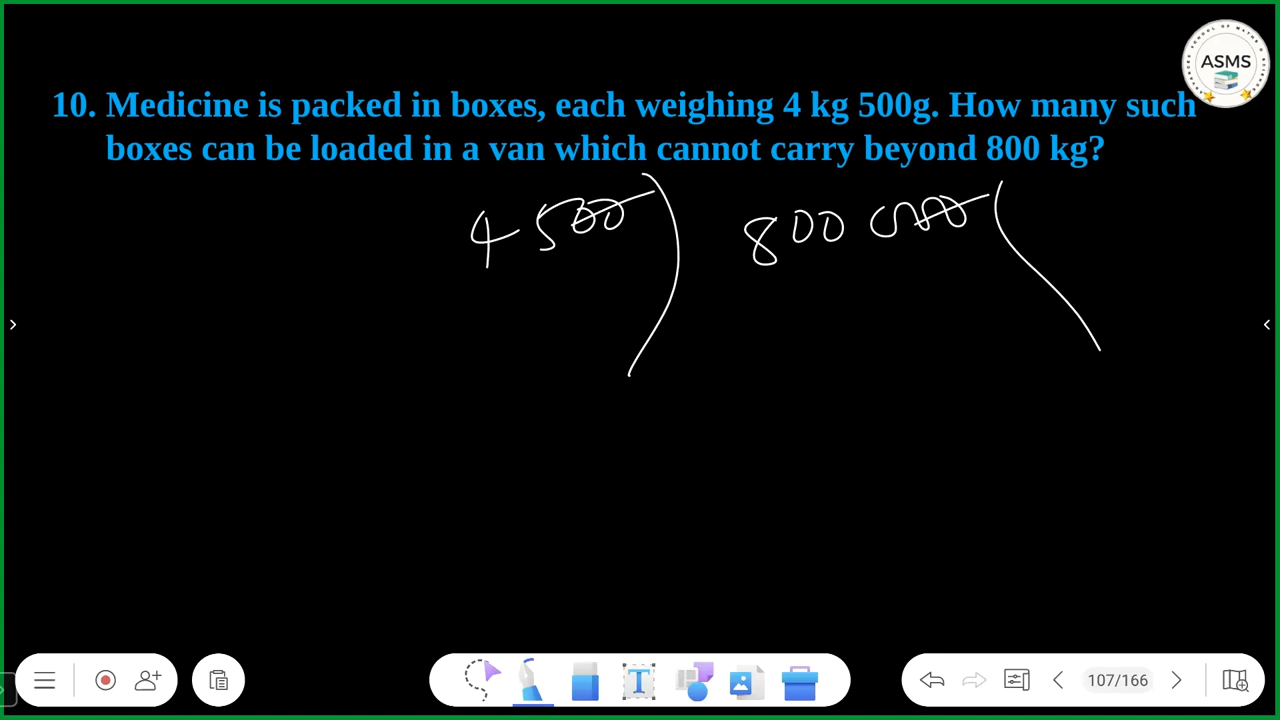 ASMS
10. Medicine is packed in boxes, each weighing 4 kg 500g. How many such
boxes can be loaded in a van which cannot carry beyond 800 kg?
4500) 800000(
107/166